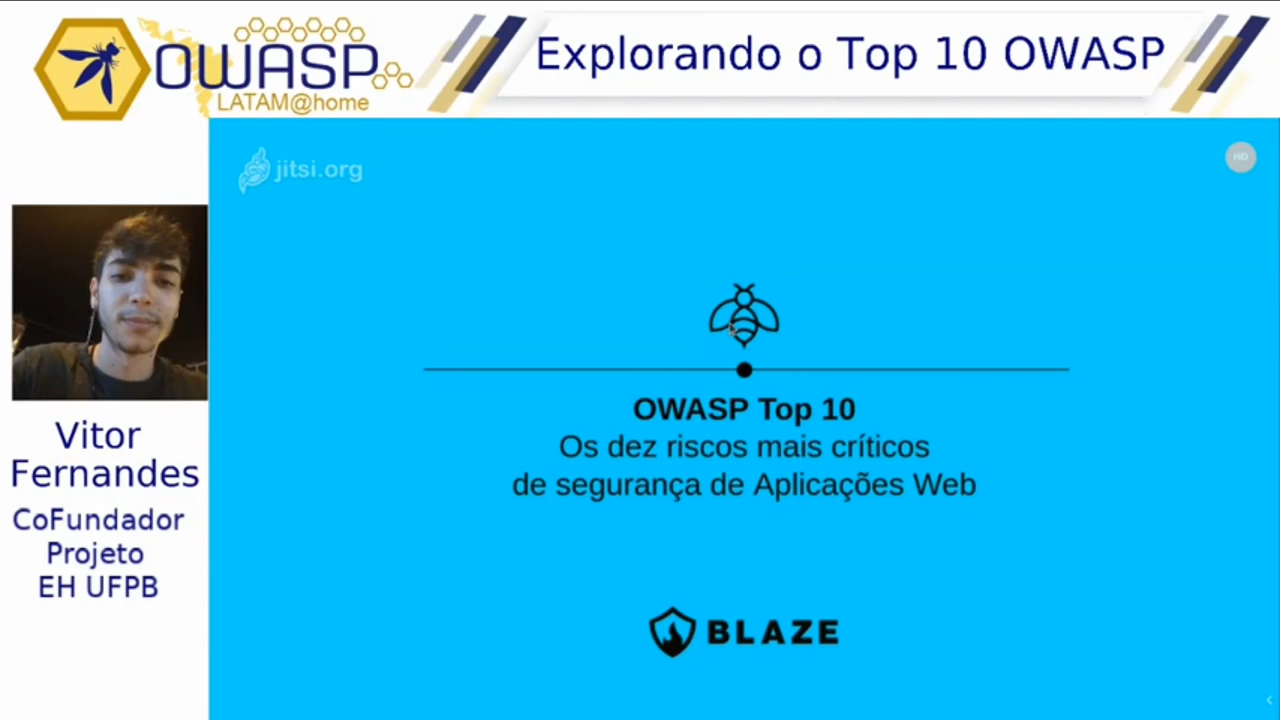 OWASP
LATAM@home
Explorando o Top 10 OWASP
jitsi.org
HD
Vitor
Fernandes
CoFundador
Projeto
EH UFPB
OWASP Top 10
Os dez riscos mais críticos
de segurança de Aplicações Web
BLAZE